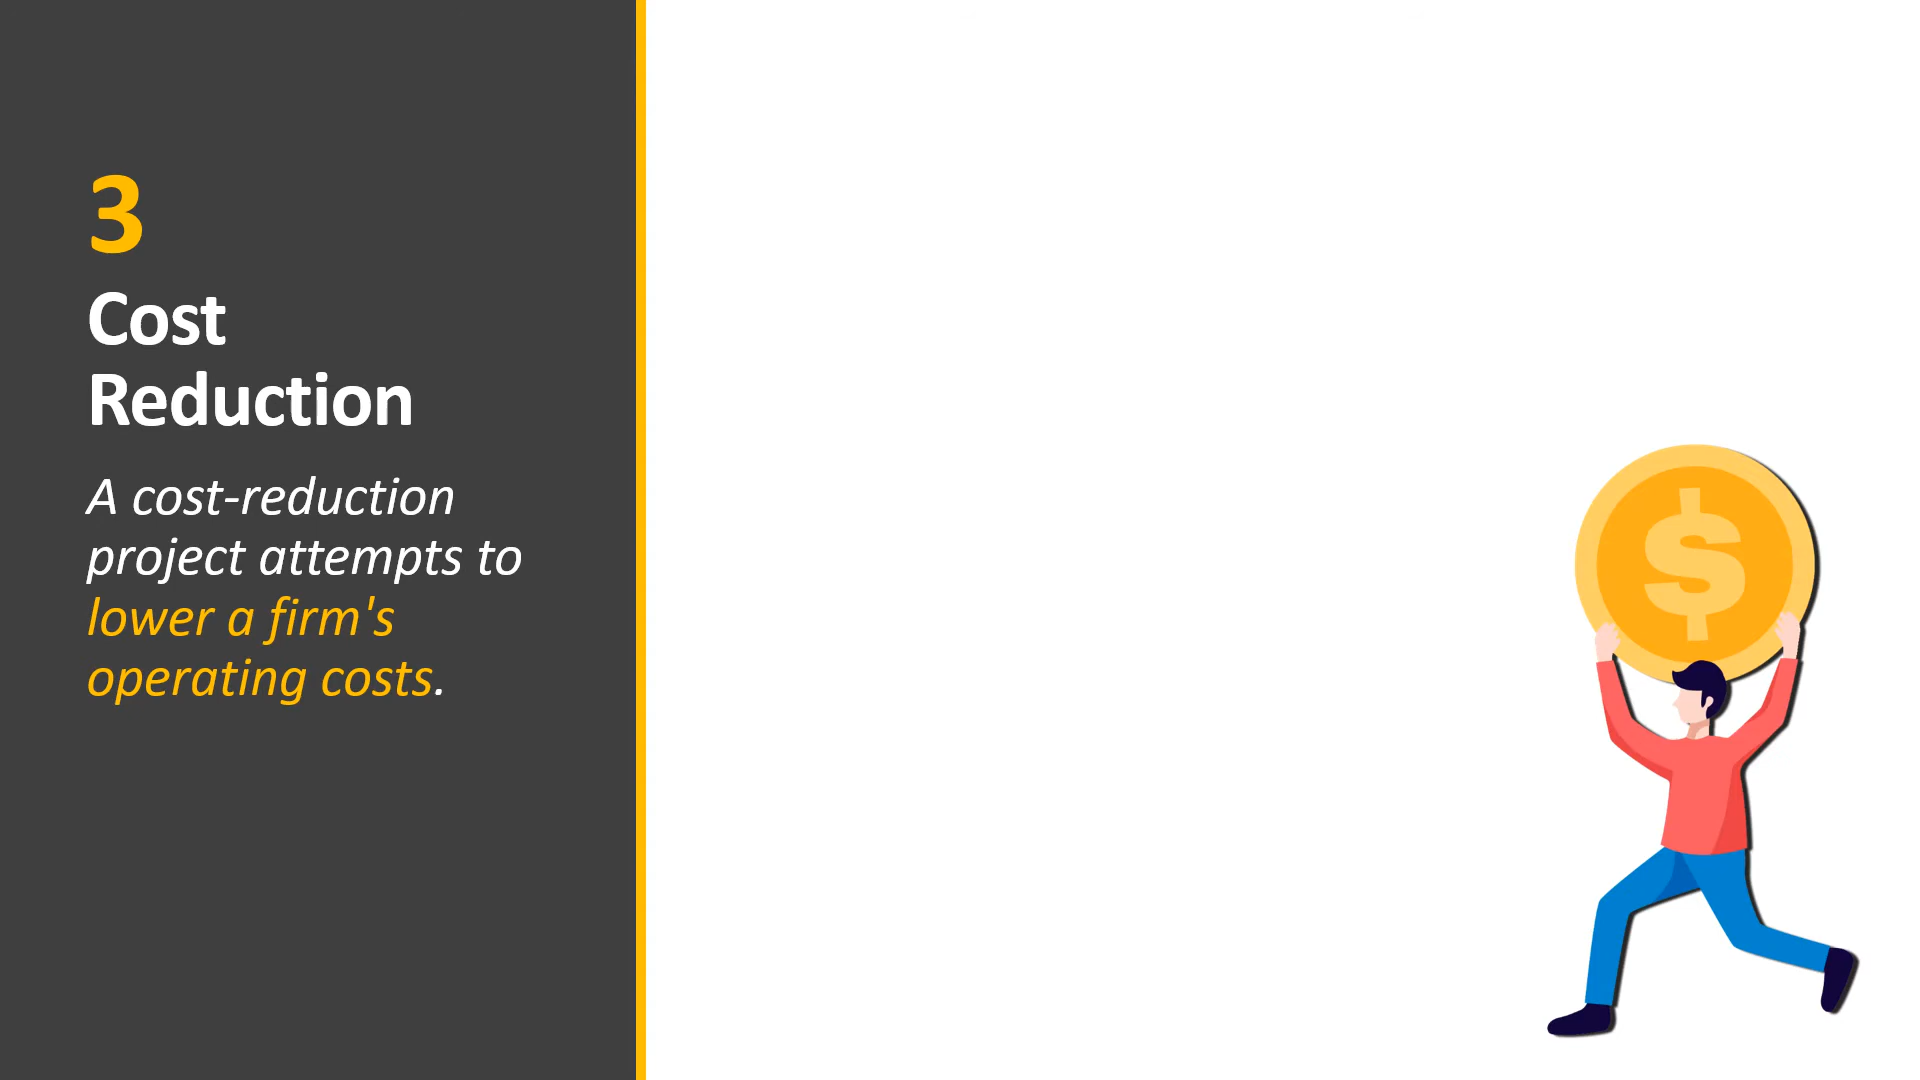 3
Cost
Reduction
A cost-reduction
project attempts to
lower a firm's
operating costs.
$